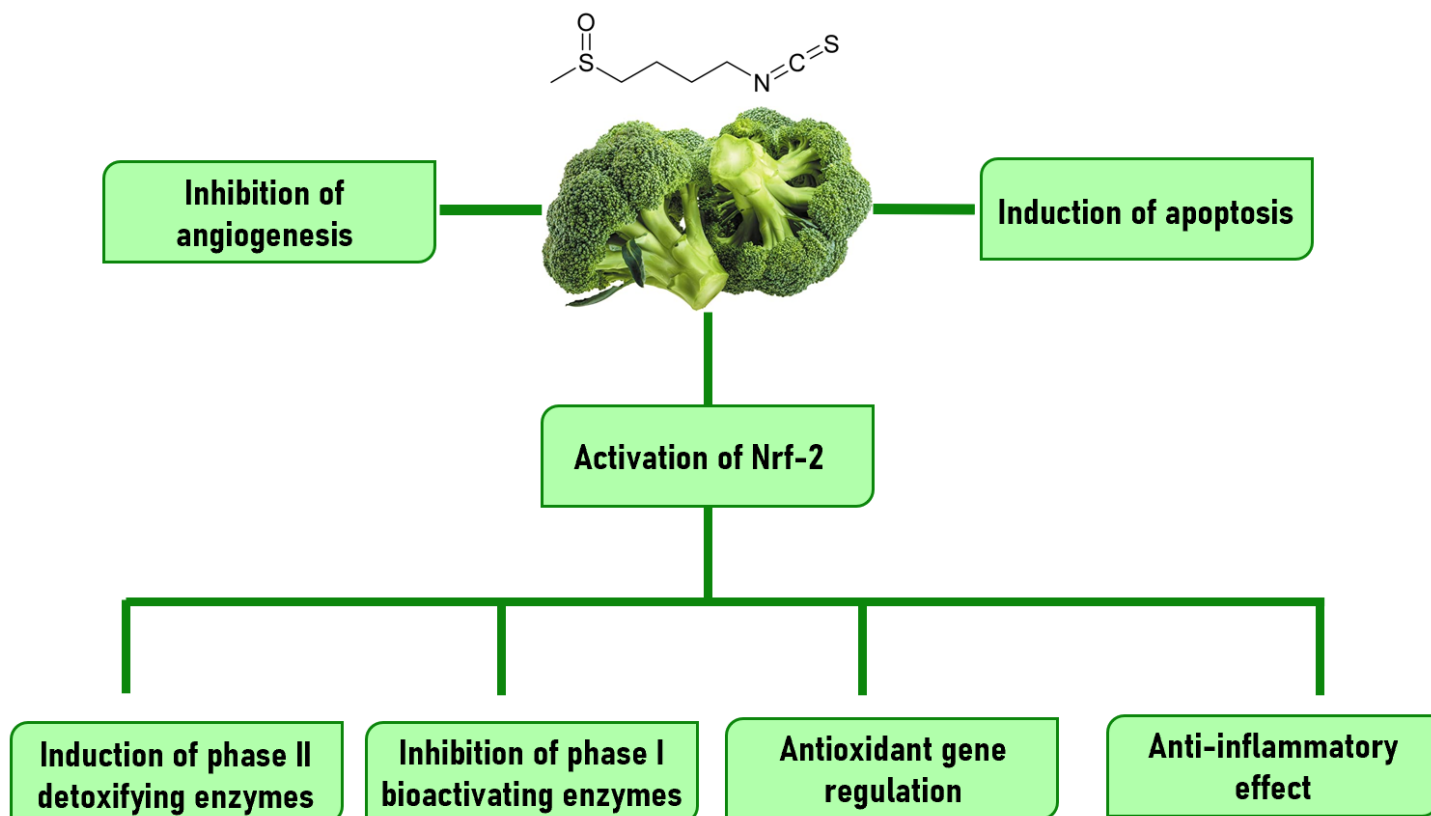 O
S
N
C
S
Inhibition of
angiogenesis
Induction of apoptosis
Activation of Nrf-2
Induction of phase II
detoxifying enzymes
Inhibition of phase I
bioactivating enzymes
Antioxidant gene
regulation
Anti-inflammatory
effect